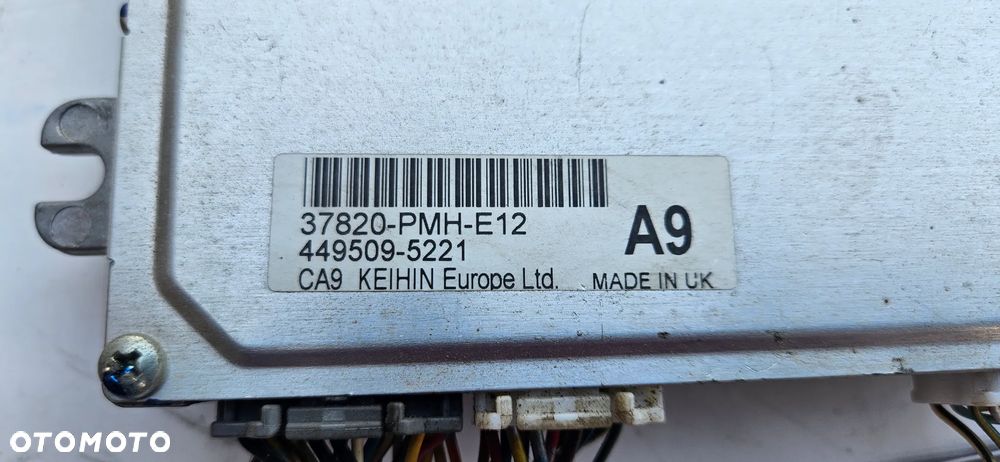 37820-PMH-E12
A9
449509-5221
CA9 KEIHIN Europe Ltd. MADE IN UK
OTOMOTO